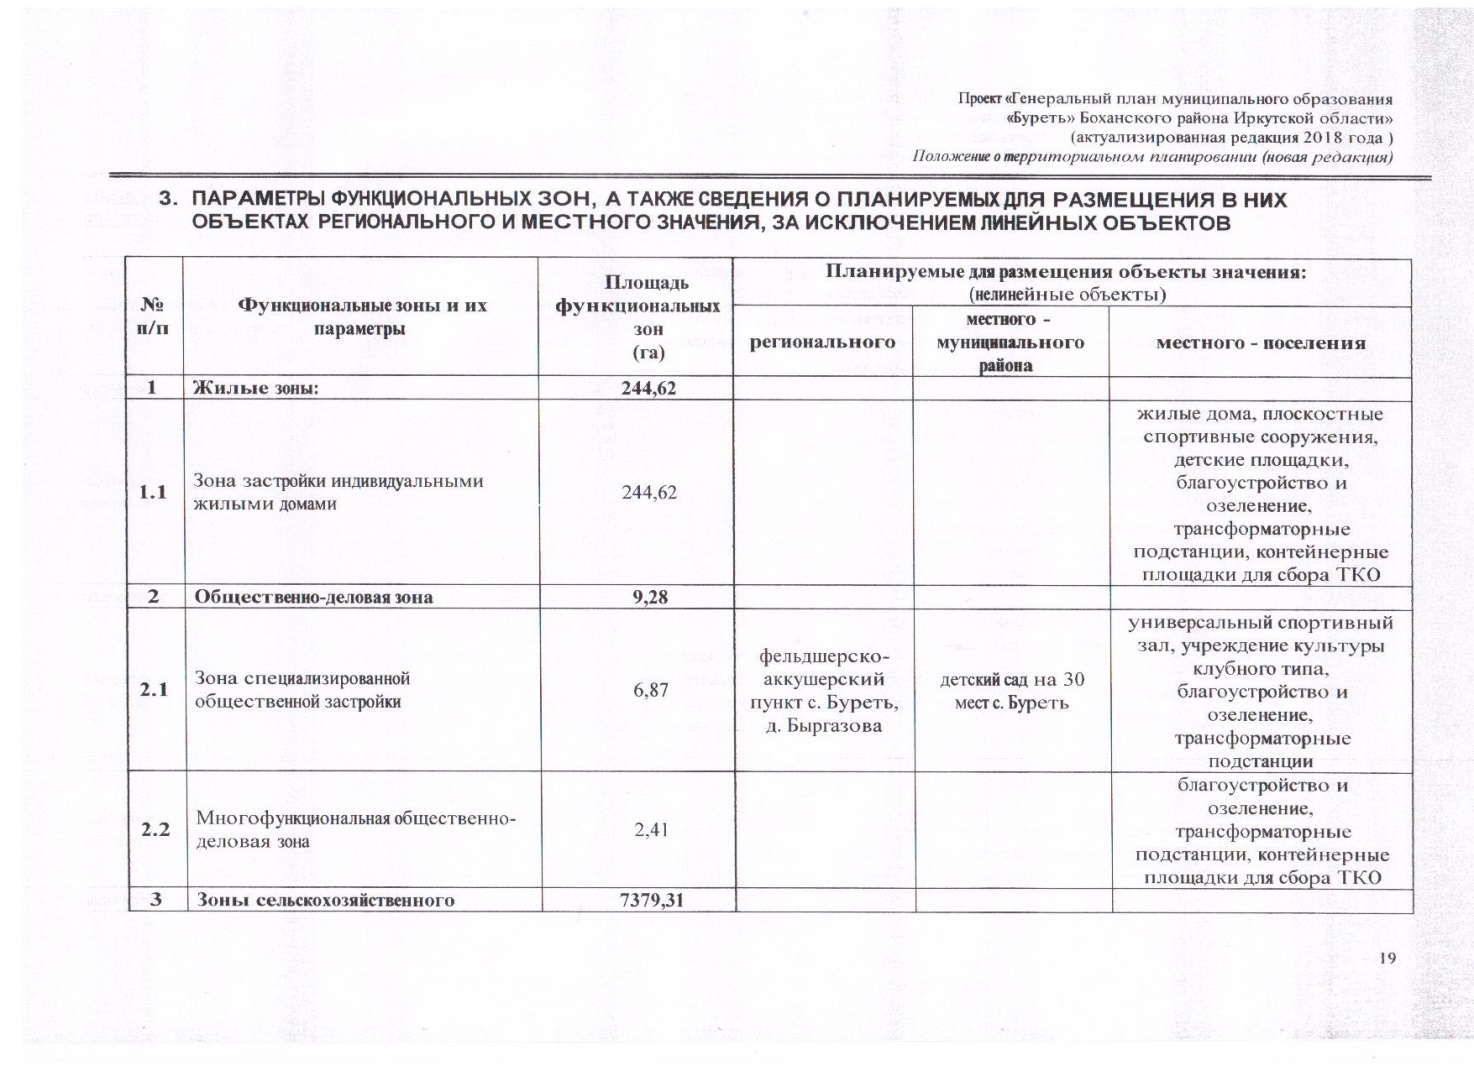 Проект «Генеральный план муниципального образования
«Буреть» Боханского района Иркутской области»
(актуализированная редакция 2018 года )
Положение о территориальном планировании (новая редакция)
3. ПАРАМЕТРЫ ФУНКЦИОНАЛЬНЫХ ЗОН, А ТАКЖЕ СВЕДЕНИЯ О ПЛАНИРУЕМЫХ ДЛЯ РАЗМЕЩЕНИЯ В НИХ
ОБЪЕКТАХ РЕГИОНАЛЬНОГО И МЕСТНОГО ЗНАЧЕНИЯ, ЗА ИСКЛЮЧЕНИЕМ ЛИНЕЙНЫХ ОБЪЕКТОВ
№
п/п
Функциональные зоны и их
параметры
Площадь
функциональных
зон
(га)
Планируемые для размещения объекты значения:
(нелинейные объекты)
регионального
местного -
муниципального
района
местного - поселения
1
Жилые зоны:
244,62
1.1
Зона застройки индивидуальными
жилыми домами
244,62
жилые дома, плоскостные
спортивные сооружения,
детские площадки,
благоустройство и
озеленение,
трансформаторные
подстанции, контейнерные
площадки для сбора ТКО
2
Общественно-деловая зона
9,28
2.1
Зона специализированной
общественной застройки
6,87
фельдшерско-
аккушерский
пункт с. Буреть,
д. Быргазова
детский сад на 30
мест с. Буреть
универсальный спортивный
зал, учреждение культуры
клубного типа,
благоустройство и
озеленение,
трансформаторные
подстанции
2.2
Многофункциональная общественно-
деловая зона
2,41
благоустройство и
озеленение,
трансформаторные
подстанции, контейнерные
площадки для сбора ТКО
3
Зоны сельскохозяйственного
7379,31
19